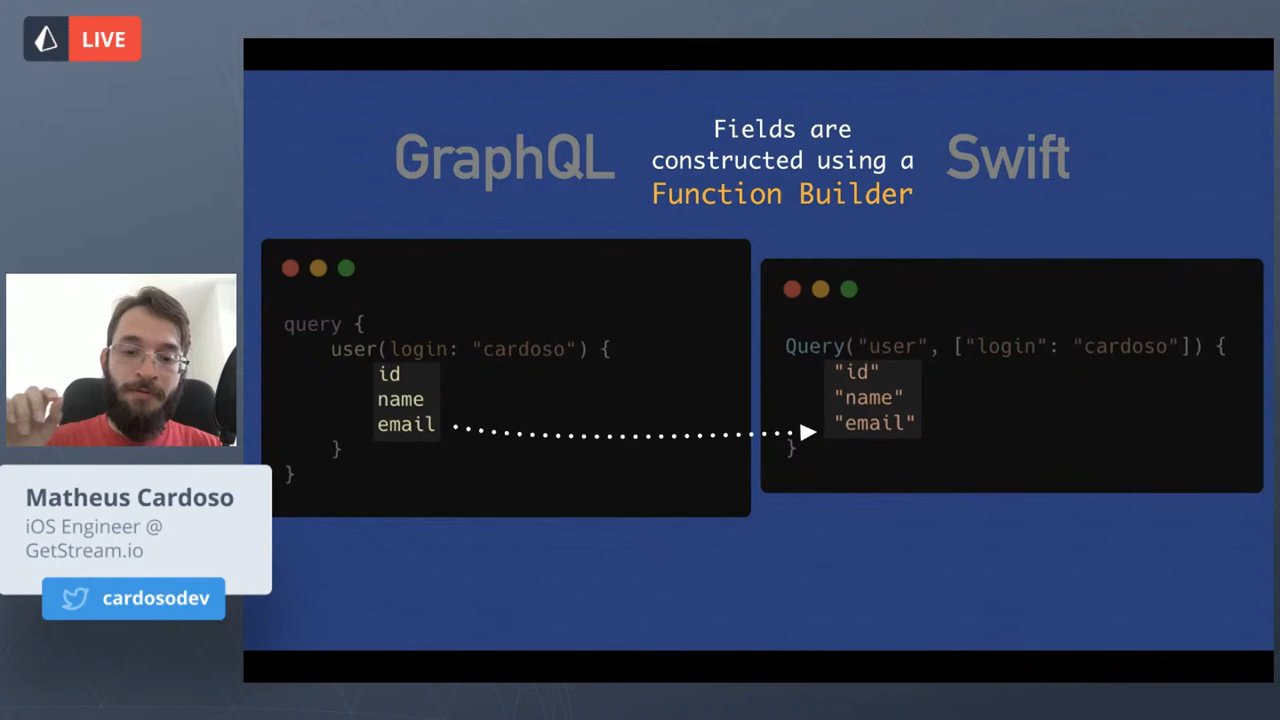 LIVE
GraphQL
Fields are
constructed using a
Function Builder
Swift
query {
user(login: "cardoso") {
id
name
email
}
}
Query("user", ["login": "cardoso"]) {
"id"
"name"
"email"
}
Matheus Cardoso
iOS Engineer @
GetStream.io
cardosodev